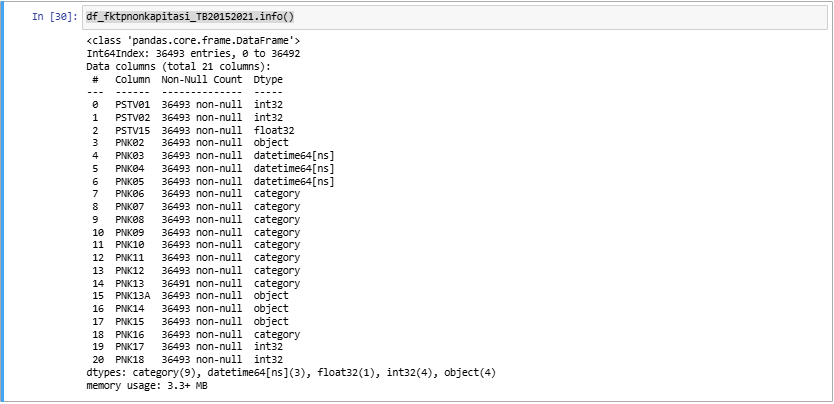 In [30]: df_fktpnonkapitasi_TB20152021.info()
<class 'pandas.core.frame.DataFrame'>
Int64Index: 36493 entries, 0 to 36492
Data columns (total 21 columns):
 #   Column  Non-Null Count  Dtype
---  ------  --------------  -----
 0   PSTV01  36493 non-null  int32
 1   PSTV02  36493 non-null  int32
 2   PSTV15  36493 non-null  float32
 3   PNK02   36493 non-null  object
 4   PNK03   36493 non-null  datetime64[ns]
 5   PNK04   36493 non-null  datetime64[ns]
 6   PNK05   36493 non-null  datetime64[ns]
 7   PNK06   36493 non-null  category
 8   PNK07   36493 non-null  category
 9   PNK08   36493 non-null  category
 10  PNK09   36493 non-null  category
 11  PNK10   36493 non-null  category
 12  PNK11   36493 non-null  category
 13  PNK12   36493 non-null  category
 14  PNK13   36491 non-null  category
 15  PNK13A  36493 non-null  object
 16  PNK14   36493 non-null  object
 17  PNK15   36493 non-null  object
 18  PNK16   36493 non-null  category
 19  PNK17   36493 non-null  int32
 20  PNK18   36493 non-null  int32
dtypes: category(9), datetime64[ns](3), float32(1), int32(4), object(4)
memory usage: 3.3+ MB